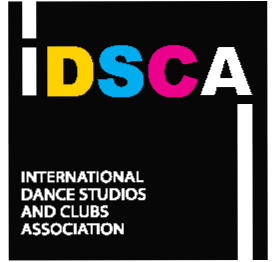 iDSCA
INTERNATIONAL
DANCE STUDIOS
AND CLUBS
ASSOCIATION